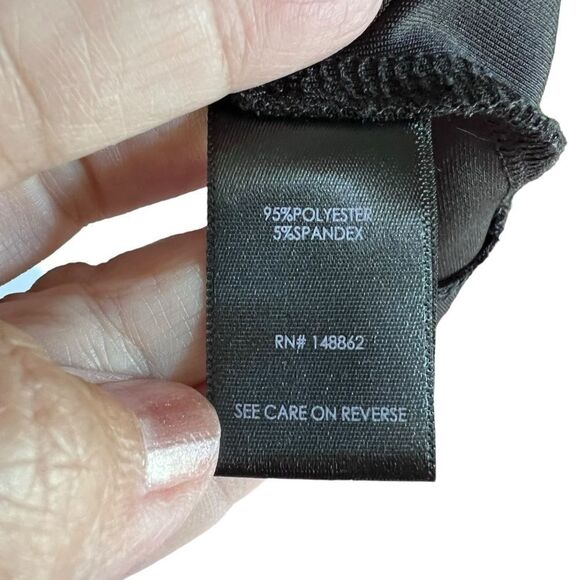 95%POLYESTER
5%SPANDEX
RN# 148862
SEE CARE ON REVERSE